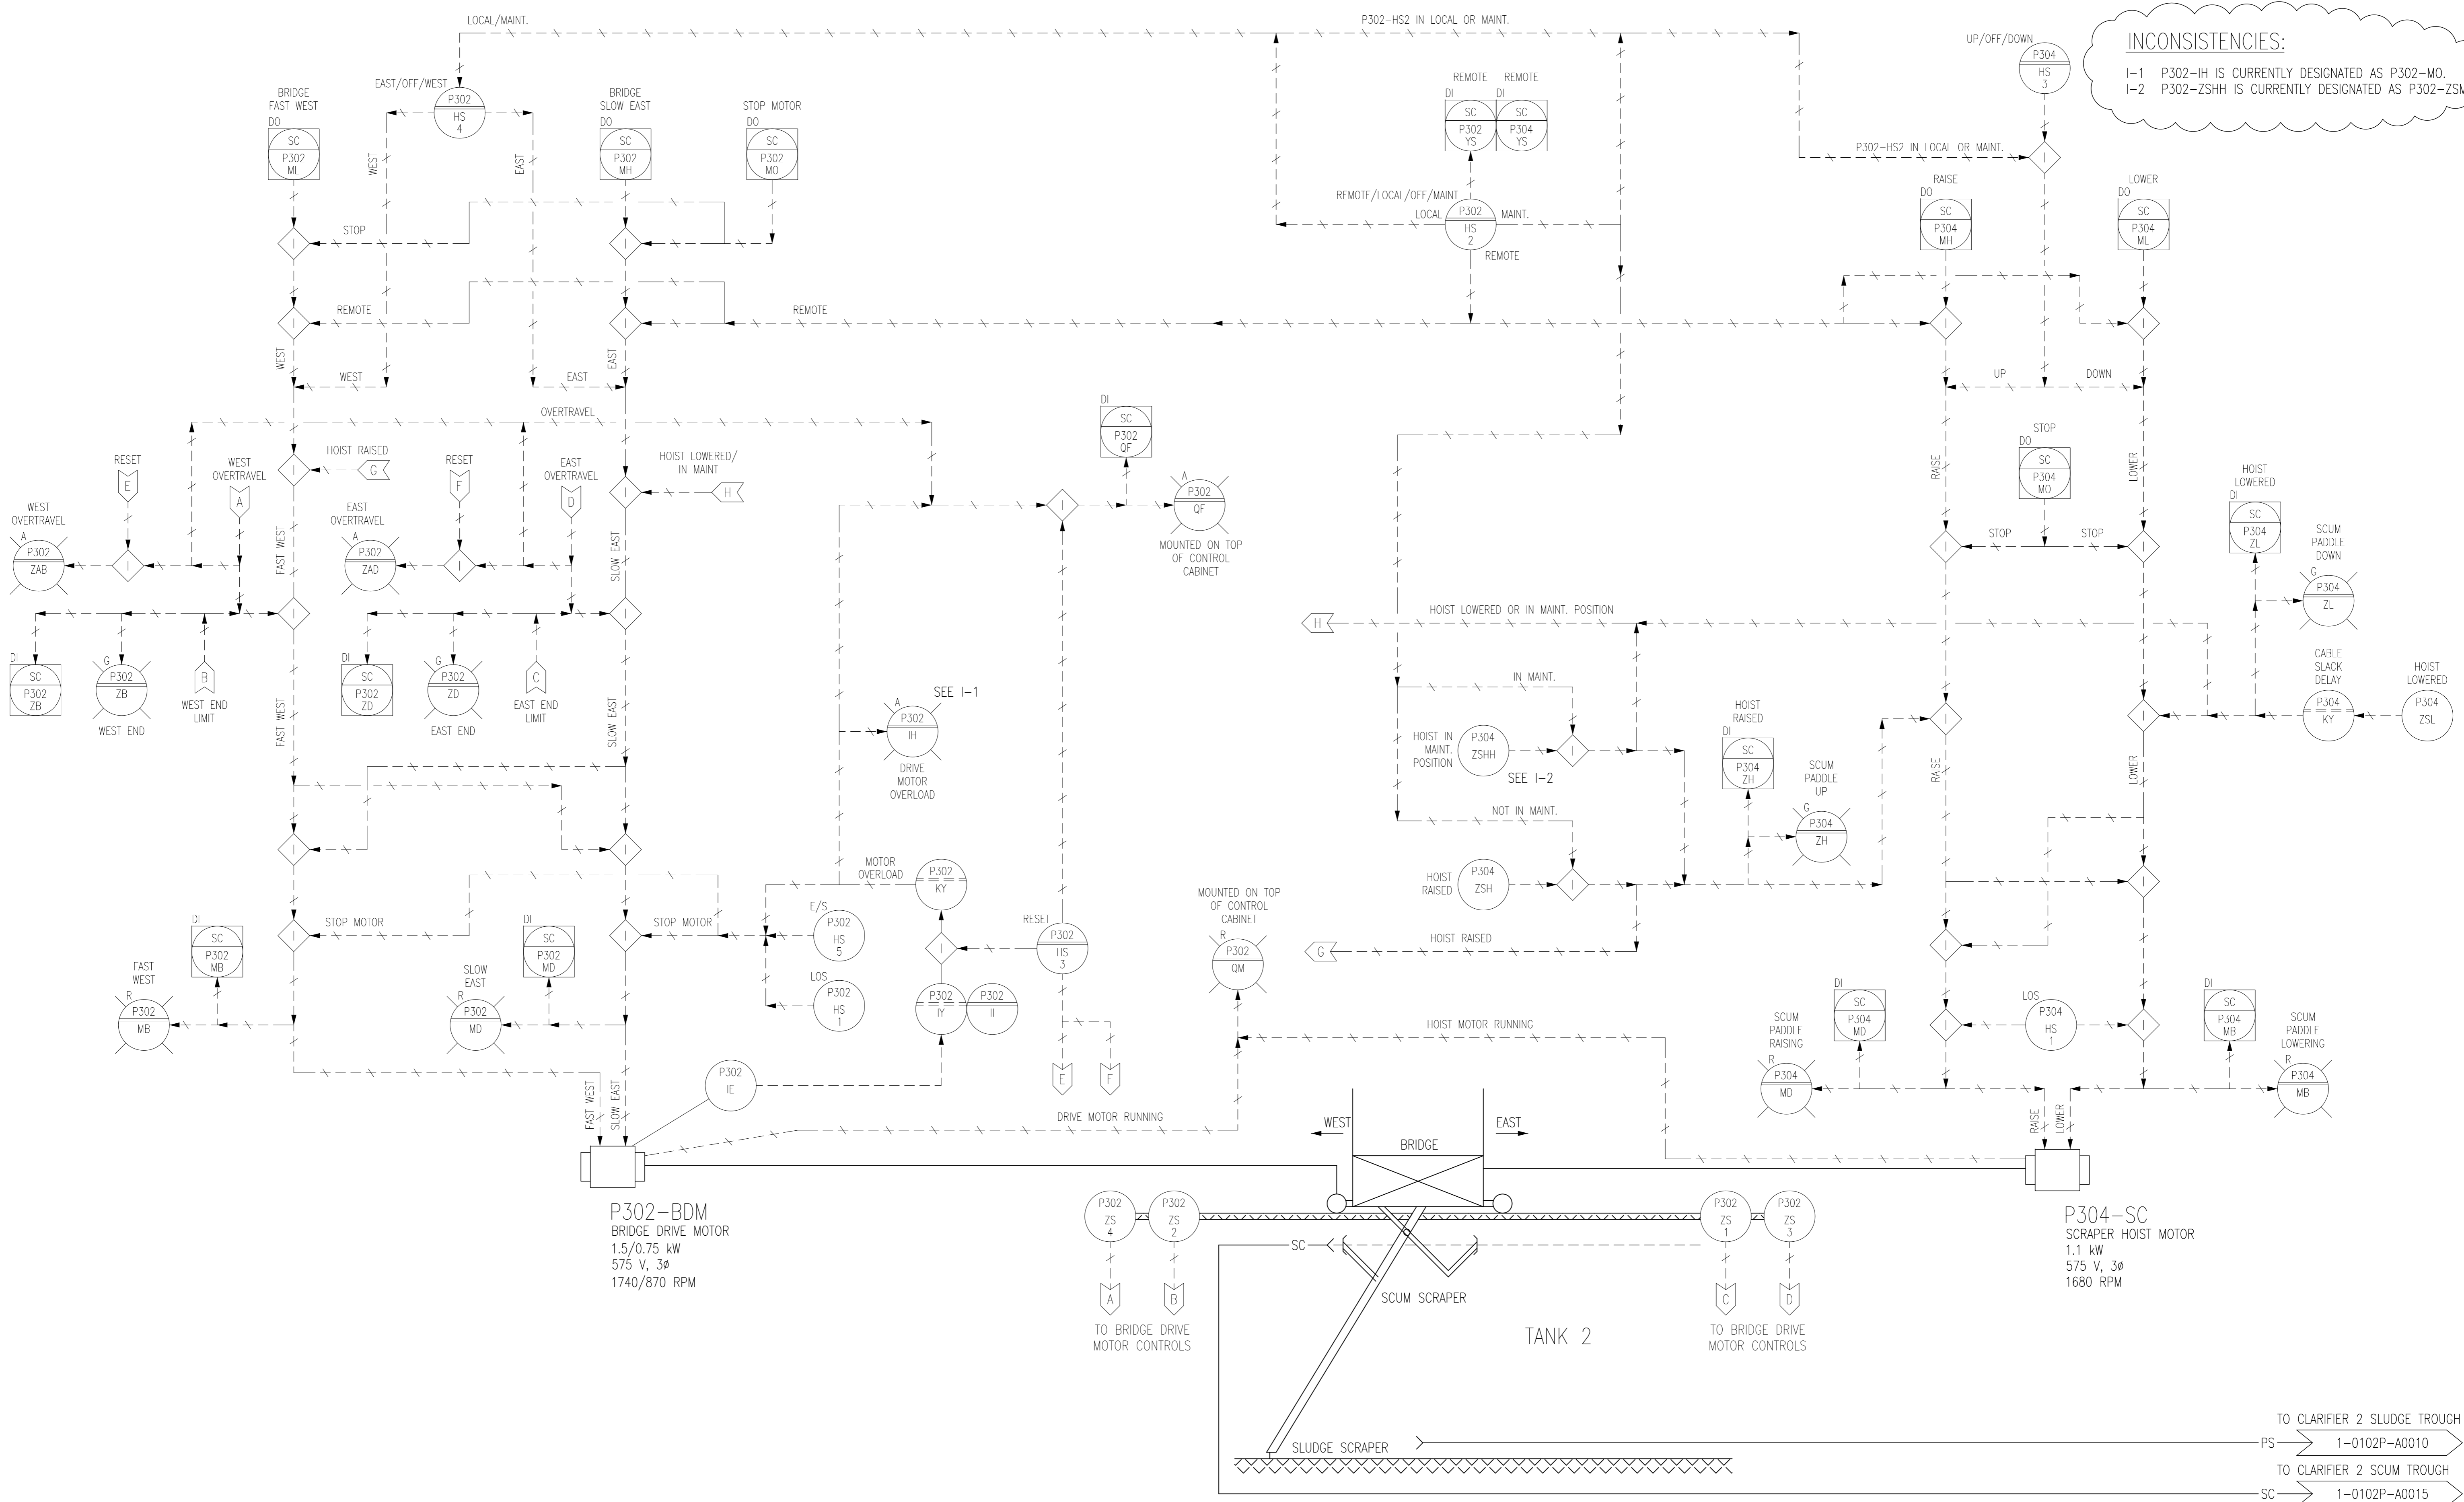 LOCAL/MAINT.
P302-HS2 IN LOCAL OR MAINT.
UP/OFF/DOWN
P304
HS
3
INCONSISTENCIES:
I-1 P302-IH IS CURRENTLY DESIGNATED AS P302-MO.
I-2 P302-ZSHH IS CURRENTLY DESIGNATED AS P302-ZSM
EAST/OFF/WEST
P302
HS
4
BRIDGE
FAST WEST
DO
SC
P302
ML
WEST
EAST
BRIDGE
SLOW EAST
DO
SC
P302
MH
STOP MOTOR
DO
SC
P302
MO
REMOTE
DI
SC
P302
YS
REMOTE
DI
SC
P304
YS
P302-HS2 IN LOCAL OR MAINT.
I
REMOTE/LOCAL/OFF/MAINT
LOCAL
P302
HS
2
MAINT.
REMOTE
RAISE
DO
SC
P304
MH
LOWER
DO
SC
P304
ML
I
STOP
I
I
REMOTE
I
REMOTE
I
I
WEST
WEST
EAST
EAST
UP
DOWN
OVERTRAVEL
RESET
E
WEST
OVERTRAVEL
A
I
HOIST RAISED
G
RESET
F
EAST
OVERTRAVEL
D
I
HOIST LOWERED/
IN MAINT
H
DI
SC
P302
QF
I
A
P302
QF
MOUNTED ON TOP
OF CONTROL
CABINET
RAISE
STOP
DO
SC
P304
MO
LOWER
I
STOP
STOP
I
HOIST
LOWERED
DI
SC
P304
ZL
SCUM
PADDLE
DOWN
G
P304
ZL
WEST
OVERTRAVEL
A
P302
ZAB
I
FAST WEST
EAST
OVERTRAVEL
A
P302
ZAD
I
SLOW EAST
I
I
DI
SC
P302
ZB
G
P302
ZB
WEST END
B
WEST END
LIMIT
FAST WEST
DI
SC
P302
ZD
G
P302
ZD
EAST END
C
EAST END
LIMIT
SLOW EAST
H
HOIST LOWERED OR IN MAINT. POSITION
CABLE
SLACK
DELAY
P304
KY
HOIST
LOWERED
P304
ZSL
SEE I-1
A
P302
IH
DRIVE
MOTOR
OVERLOAD
IN MAINT.
HOIST IN
MAINT.
POSITION
P304
ZSHH
I
SEE I-2
HOIST
RAISED
DI
SC
P304
ZH
SCUM
PADDLE
UP
G
P304
ZH
I
I
RAISE
LOWER
NOT IN MAINT.
I
I
MOTOR
OVERLOAD
P302
KY
HOIST
RAISED
P304
ZSH
I
I
I
STOP MOTOR
I
STOP MOTOR
E/S
P302
HS
5
I
RESET
P302
HS
3
MOUNTED ON TOP
OF CONTROL
CABINET
R
P302
QM
G
HOIST RAISED
I
FAST
WEST
R
P302
MB
DI
SC
P302
MB
SLOW
EAST
R
P302
MD
DI
SC
P302
MD
LOS
P302
HS
1
P302
IY
P302
II
HOIST MOTOR RUNNING
SCUM
PADDLE
RAISING
R
P304
MD
DI
SC
P304
MD
I
LOS
P304
HS
1
I
DI
SC
P304
MB
SCUM
PADDLE
LOWERING
R
P304
MB
E
F
P302
IE
FAST WEST
SLOW EAST
DRIVE MOTOR RUNNING
WEST
EAST
BRIDGE
RAISE
LOWER
P302-BDM
BRIDGE DRIVE MOTOR
1.5/0.75 kW
575 V, 3ø
1740/870 RPM
P302
ZS
4
P302
ZS
2
P302
ZS
1
P302
ZS
3
P304-SC
SCRAPER HOIST MOTOR
1.1 kW
575 V, 3ø
1680 RPM
SC
A
B
TO BRIDGE DRIVE
MOTOR CONTROLS
SCUM SCRAPER
TANK 2
C
D
TO BRIDGE DRIVE
MOTOR CONTROLS
SLUDGE SCRAPER
TO CLARIFIER 2 SLUDGE TROUGH
PS
1-0102P-A0010
TO CLARIFIER 2 SCUM TROUGH
SC
1-0102P-A0015